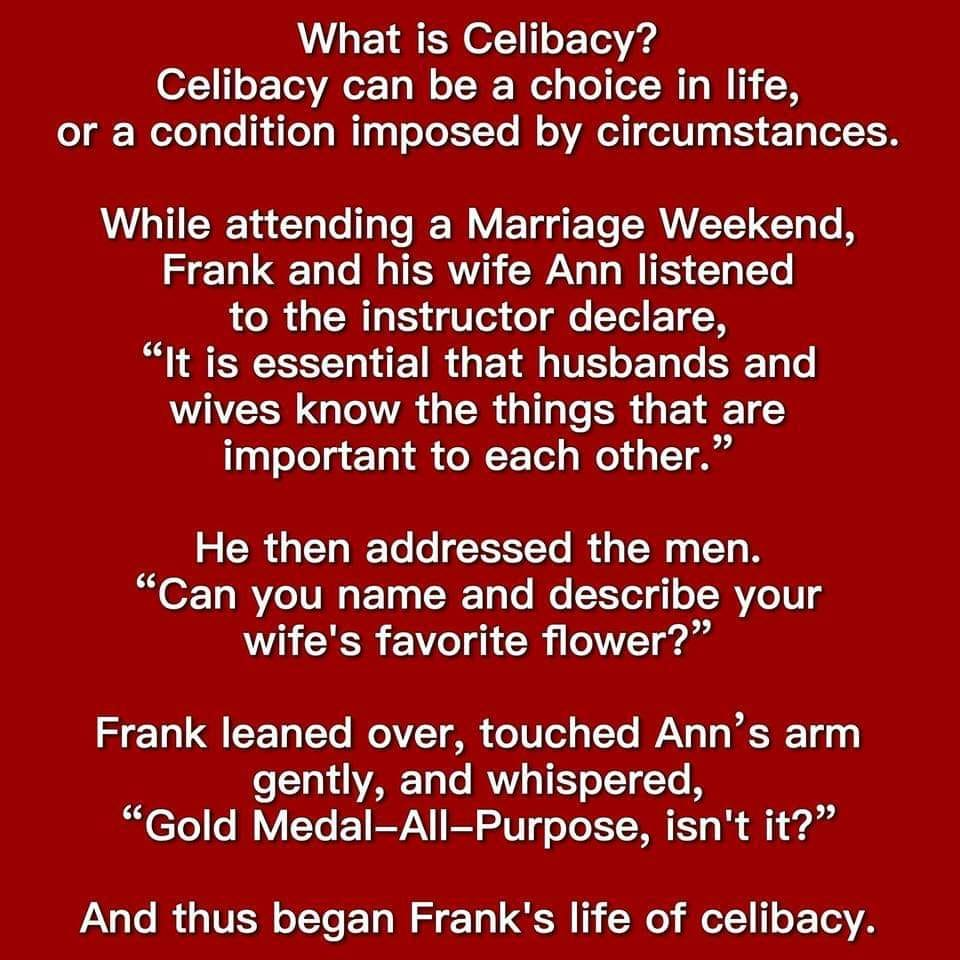 What is Celibacy?
Celibacy can be a choice in life,
or a condition imposed by circumstances.
While attending a Marriage Weekend,
Frank and his wife Ann listened
to the instructor declare,
“It is essential that husbands and
wives know the things that are
important to each other.”
He then addressed the men.
“Can you name and describe your
wife's favorite flower?”
Frank leaned over, touched Ann’s arm
gently, and whispered,
“Gold Medal–All–Purpose, isn't it?”
And thus began Frank's life of celibacy.